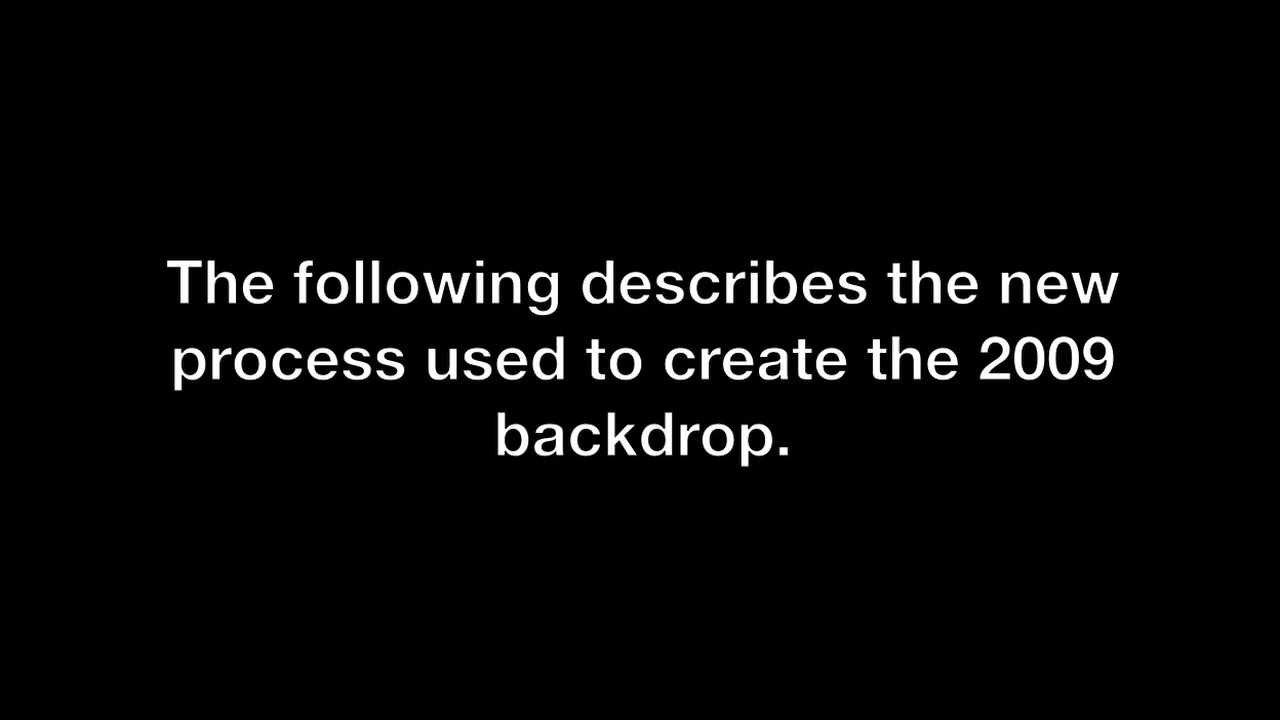 The following describes the new
process used to create the 2009
backdrop.